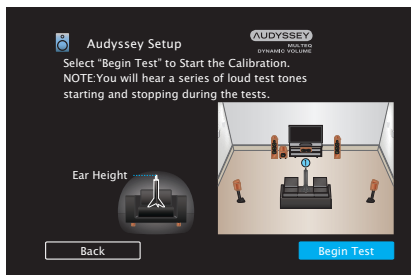 Audyssey Setup
AUDYSSEY
MULTEQ
DYNAMIC VOLUME
Select “Begin Test” to Start the Calibration.
NOTE:You will hear a series of loud test tones
starting and stopping during the tests.
1
Ear Height
Back
Begin Test